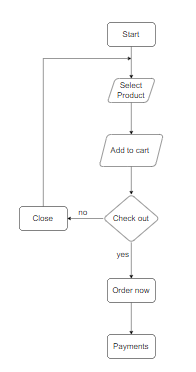 Start
Select
Product
Add to cart
Check out
no
Close
yes
Order now
Payments